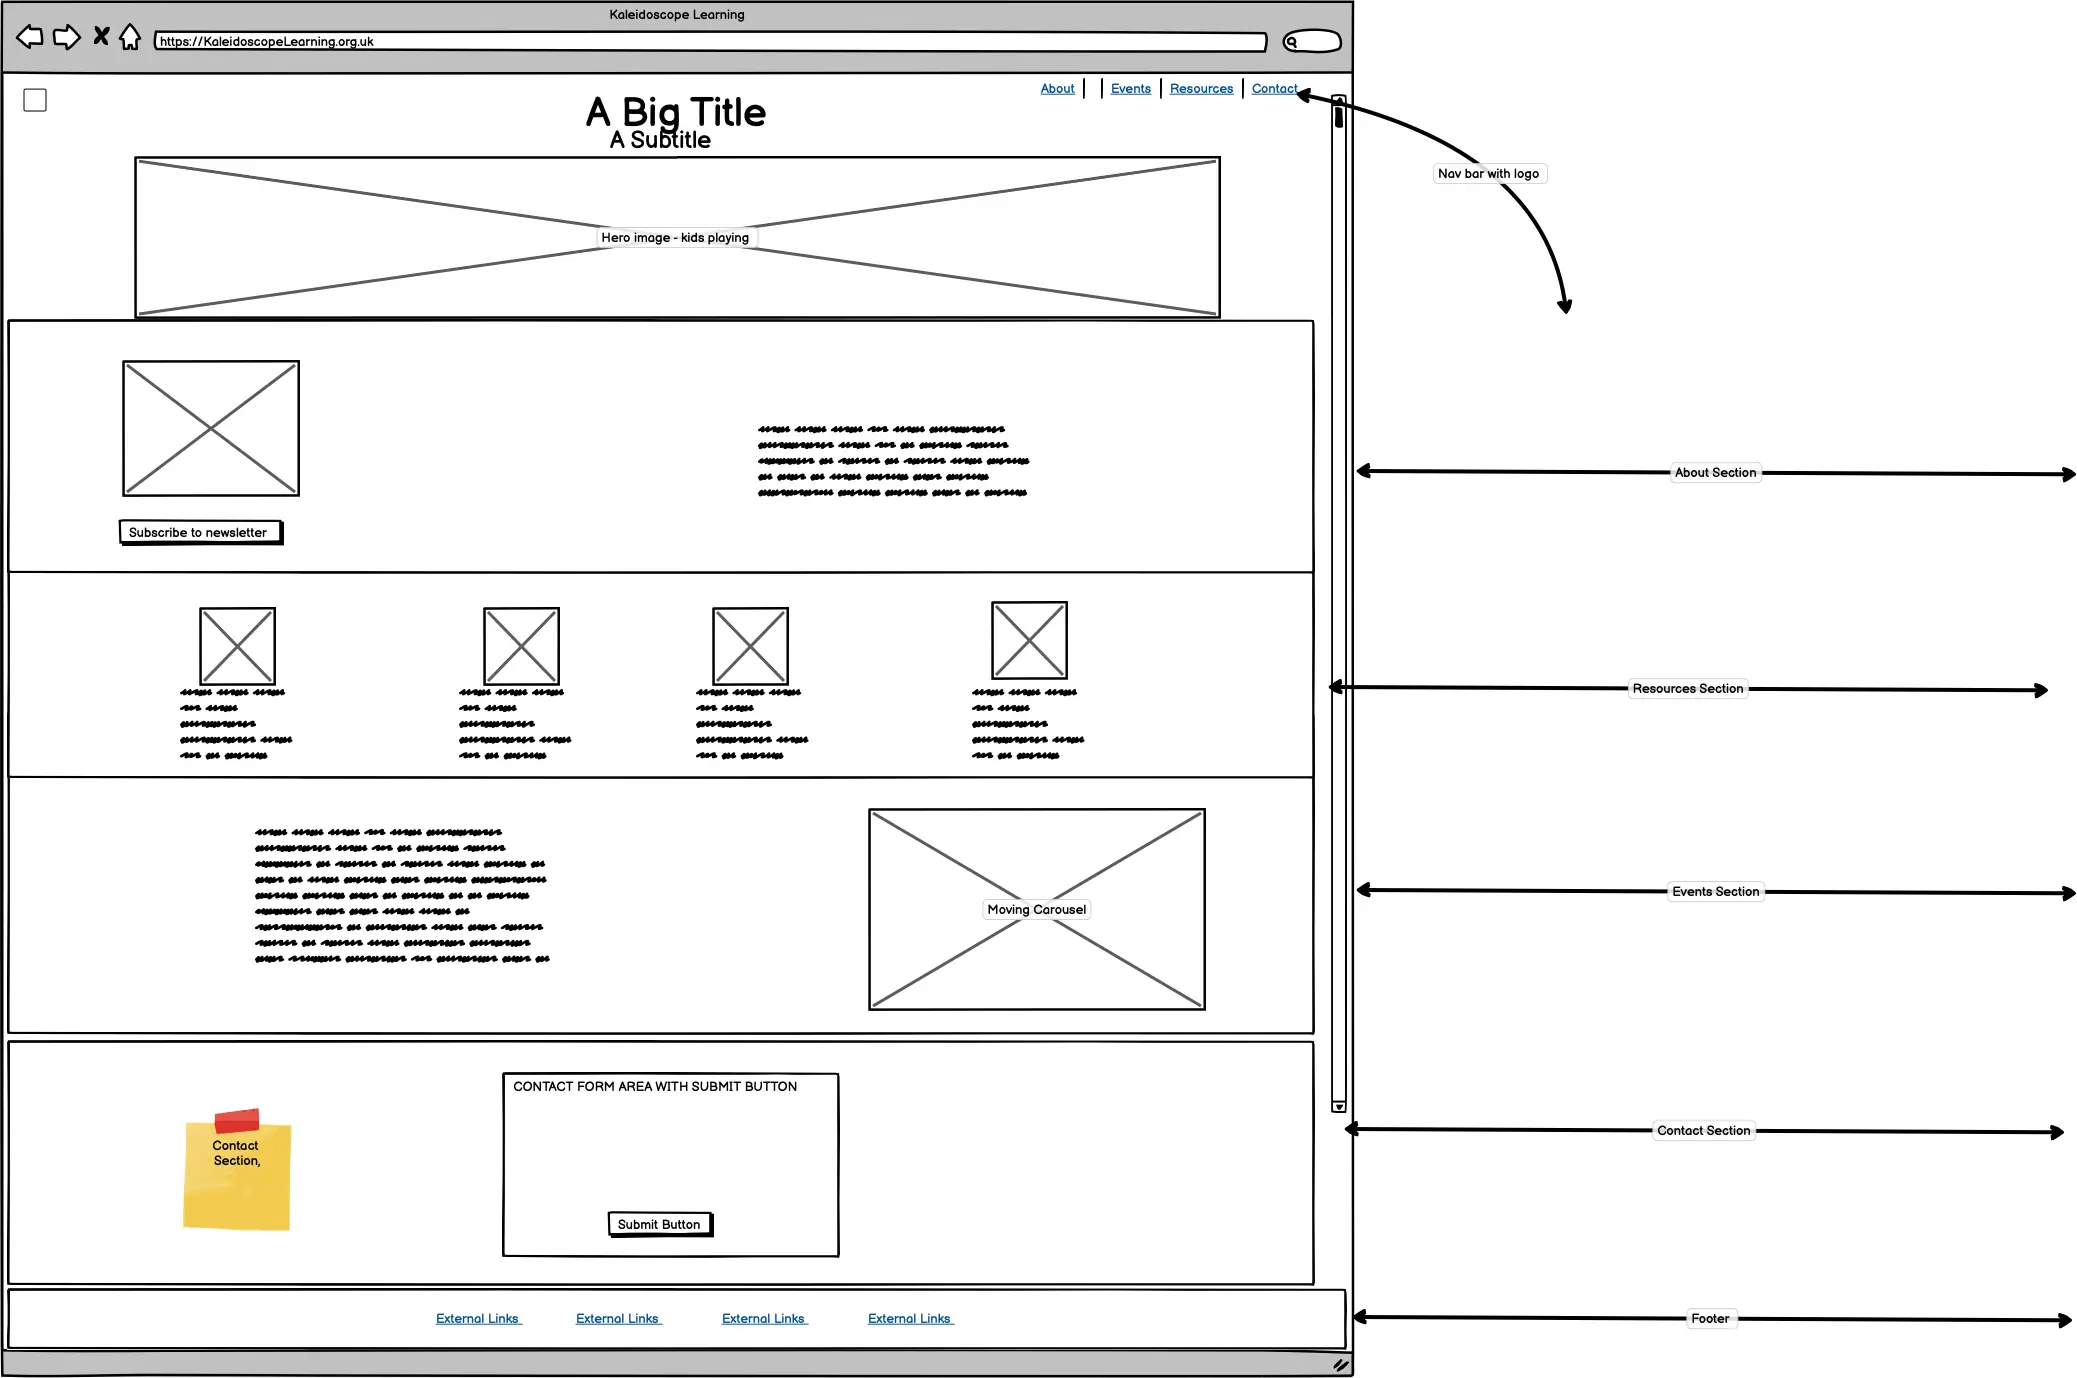 Kaleidoscope Learning
https://KaleidoscopeLearning.org.uk
About | | Events | Resources | Contact
A Big Title
A Subtitle
Nav bar with logo
Hero image - kids playing
About Section
Subscribe to newsletter
Resources Section
Events Section
Moving Carousel
CONTACT FORM AREA WITH SUBMIT BUTTON
Contact
Section,
Contact Section
Submit Button
External Links External Links External Links External Links
Footer